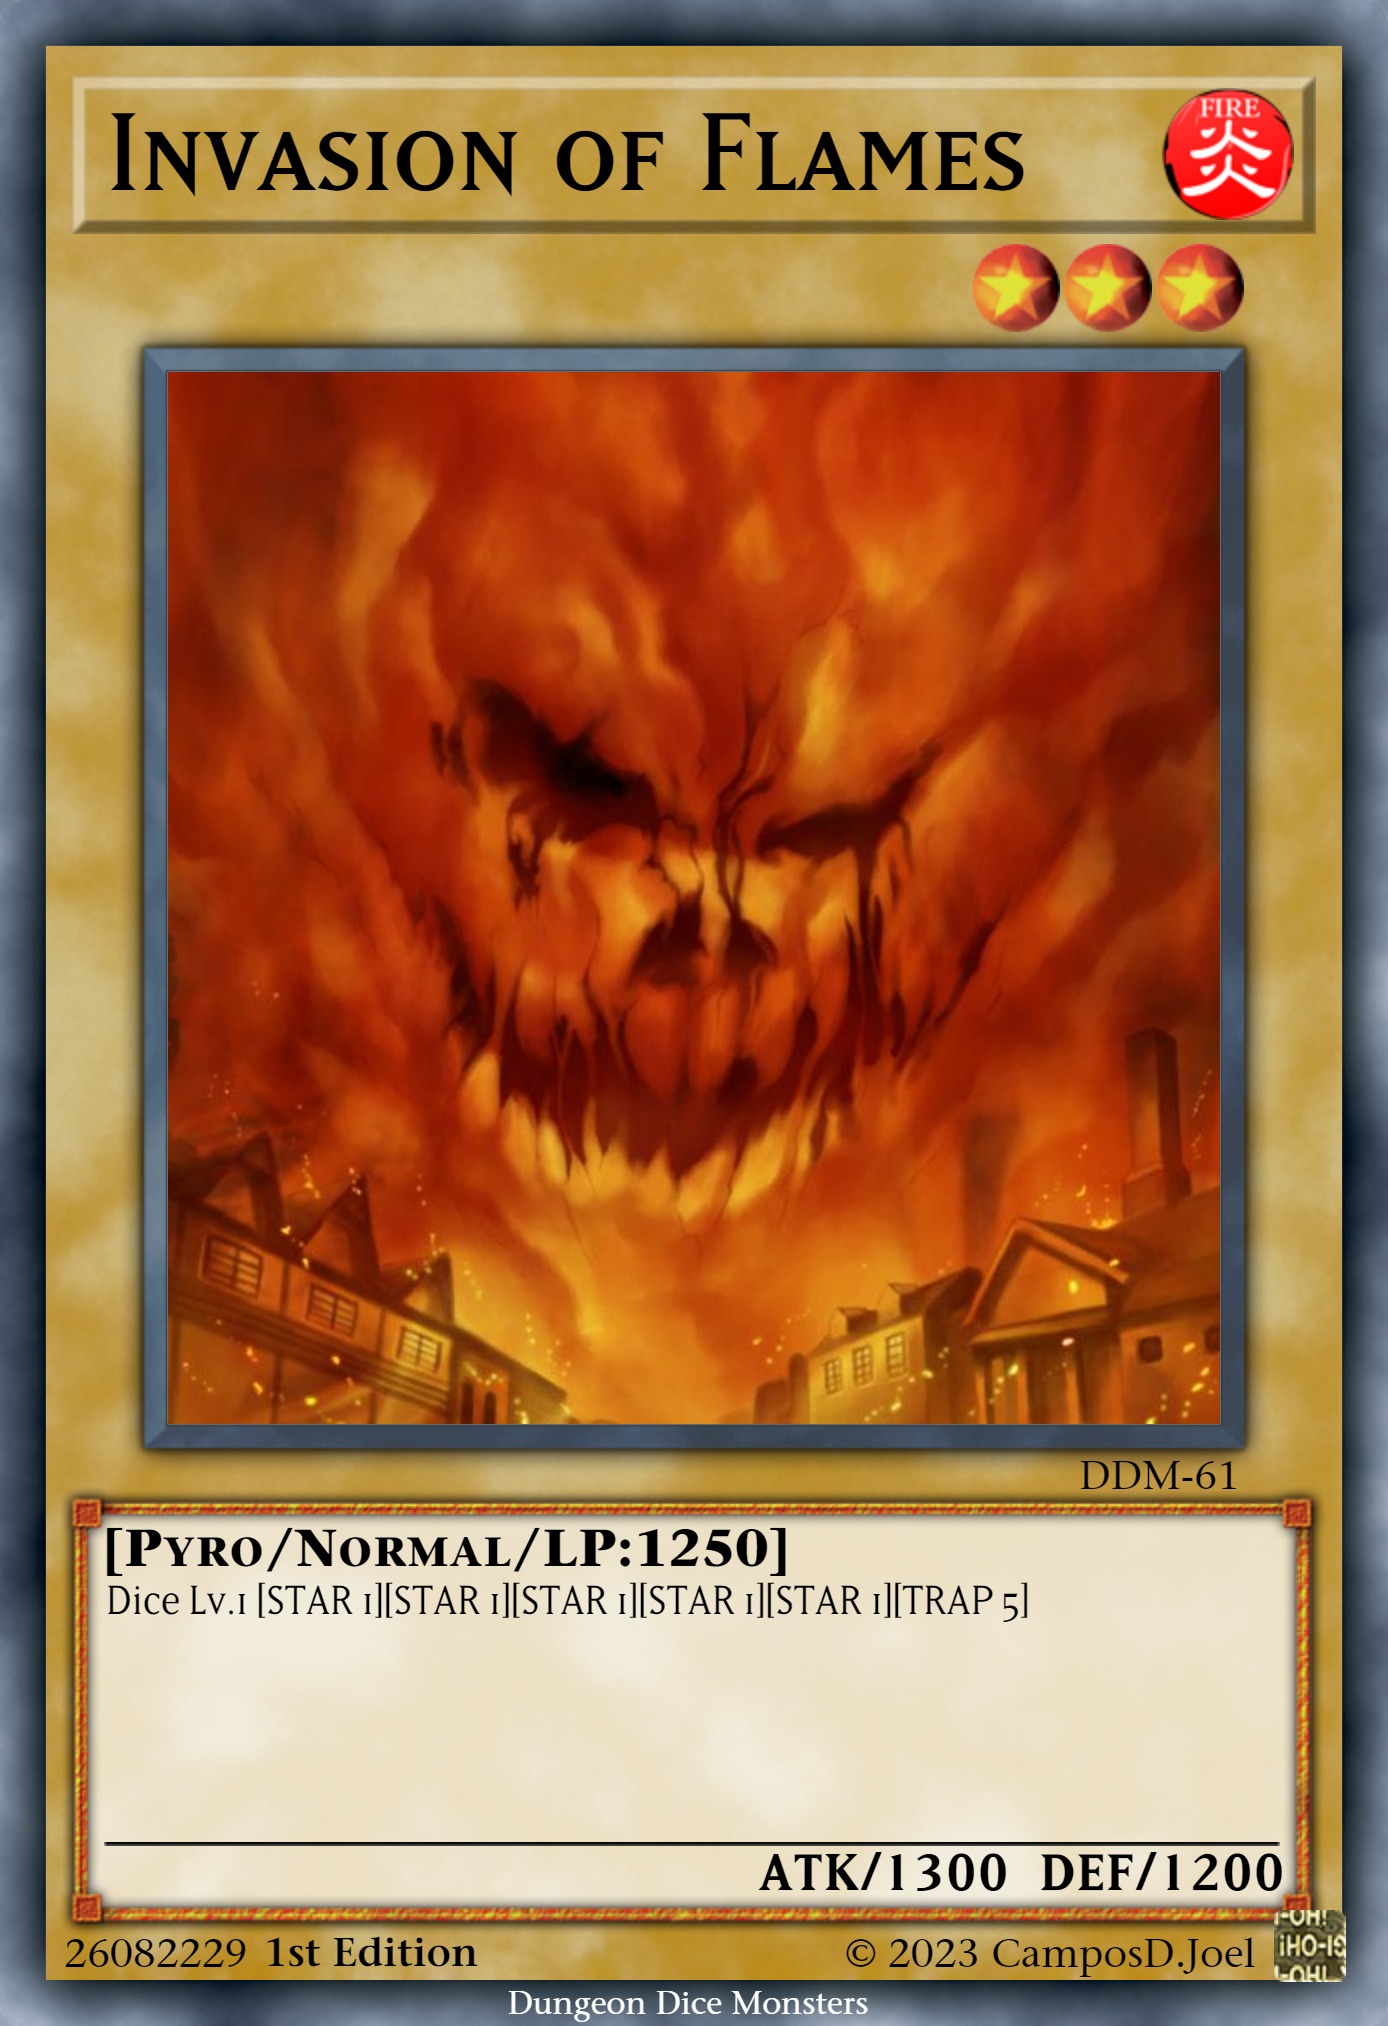 Invasion of Flames
FIRE
炎
DDM-61
[Pyro/Normal/LP:1250]
Dice Lv.1 [STAR 1][STAR 1][STAR 1][STAR 1][STAR 1][TRAP 5]
ATK/1300 DEF/1200
26082229 1st Edition
© 2023 CamposD.Joel
Dungeon Dice Monsters